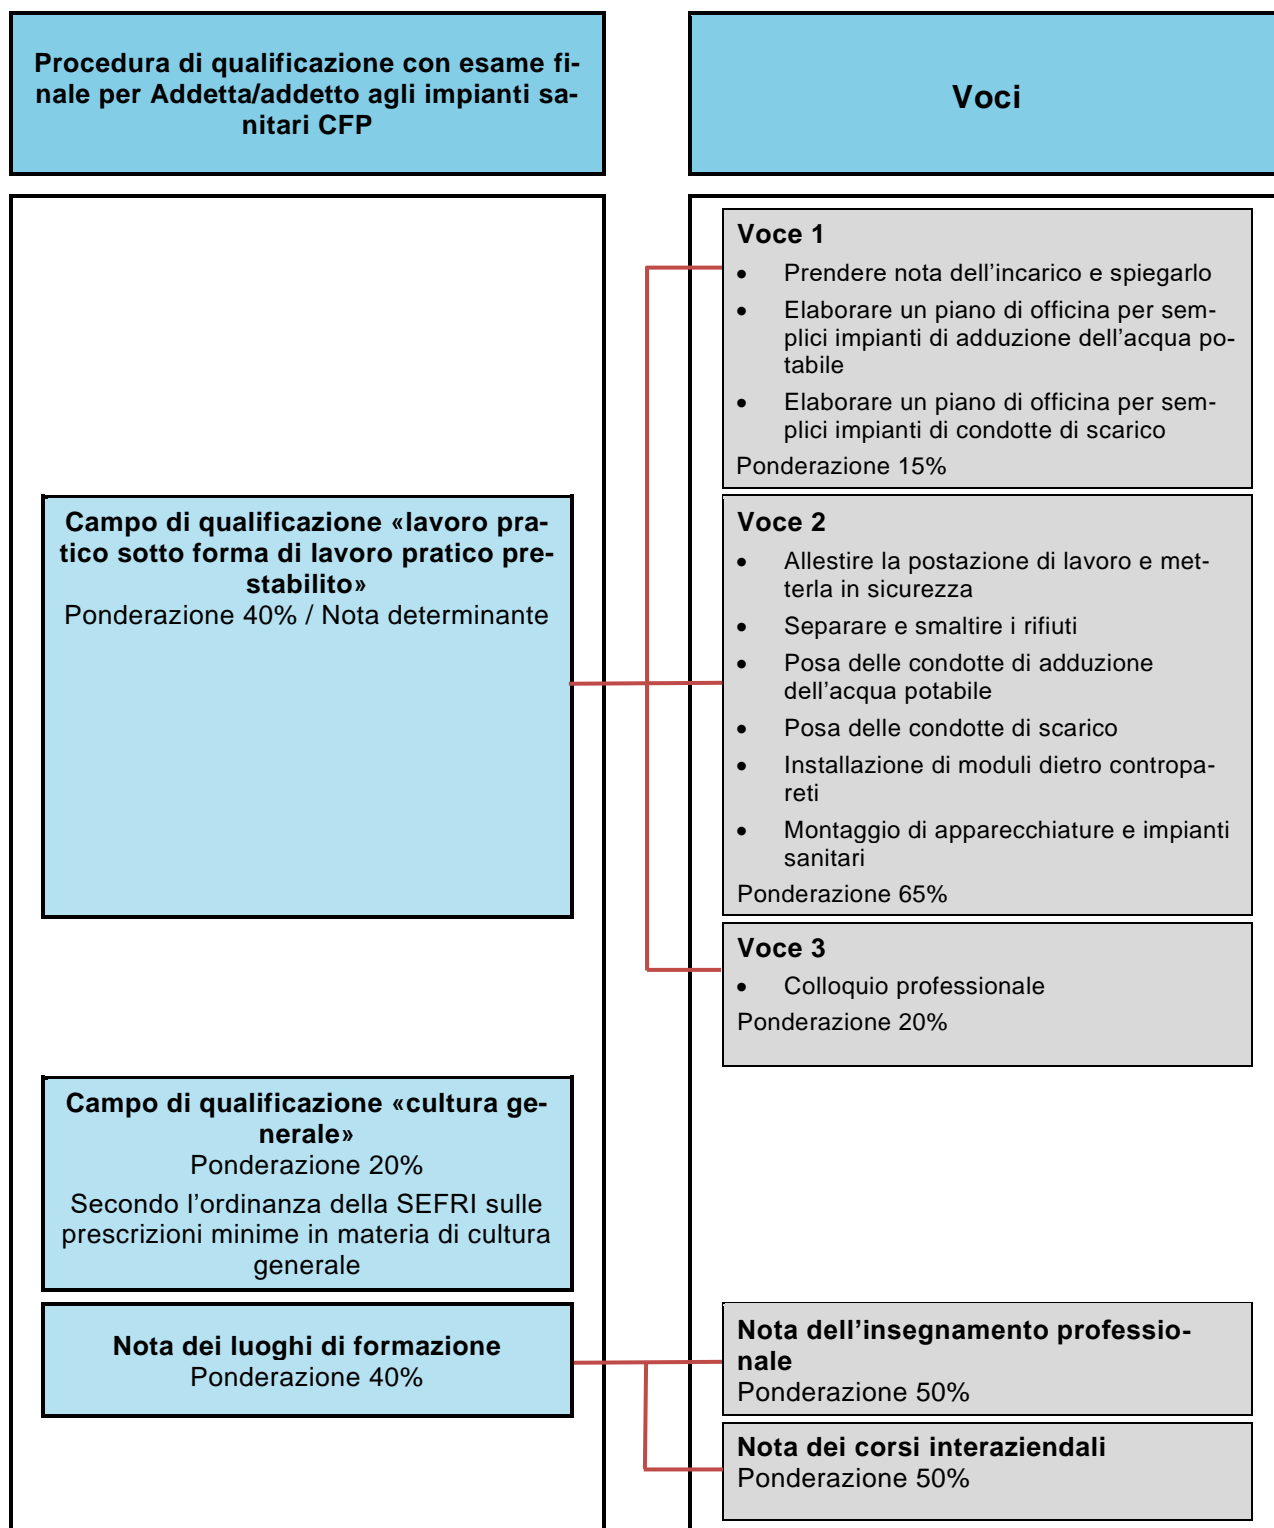 Procedura di qualificazione con esame fi-
nale per Addetta/addetto agli impianti sa-
nitari CFP
Voci
Voce 1
• Prendere nota dell’incarico e spiegarlo
• Elaborare un piano di officina per sem-
plici impianti di adduzione dell’acqua po-
tabile
• Elaborare un piano di officina per sem-
plici impianti di condotte di scarico
Ponderazione 15%
Campo di qualificazione «lavoro pra-
tico sotto forma di lavoro pratico pre-
stabilito»
Ponderazione 40% / Nota determinante
Voce 2
• Allestire la postazione di lavoro e met-
terla in sicurezza
• Separare e smaltire i rifiuti
• Posa delle condotte di adduzione
dell’acqua potabile
• Posa delle condotte di scarico
• Installazione di moduli dietro contropa-
reti
• Montaggio di apparecchiature e impianti
sanitari
Ponderazione 65%
Voce 3
• Colloquio professionale
Ponderazione 20%
Campo di qualificazione «cultura ge-
nerale»
Ponderazione 20%
Secondo l’ordinanza della SEFRI sulle
prescrizioni minime in materia di cultura
generale
Nota dei luoghi di formazione
Ponderazione 40%
Nota dell’insegnamento professio-
nale
Ponderazione 50%
Nota dei corsi interaziendali
Ponderazione 50%